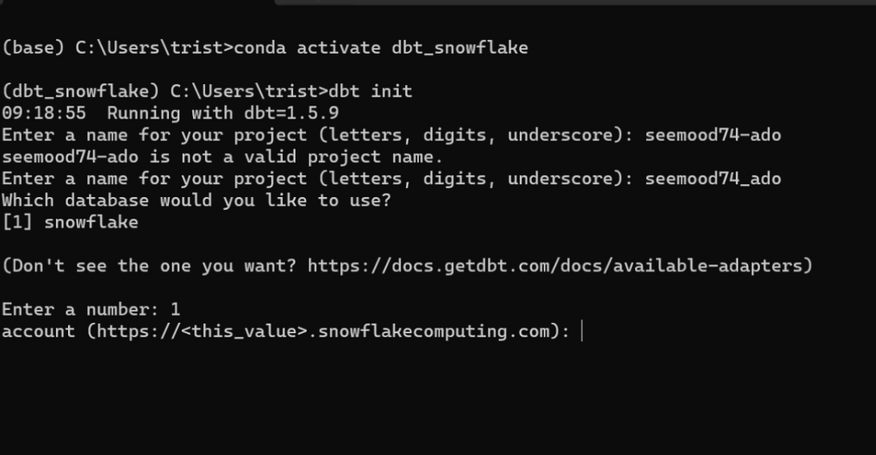 (base) C:\Users\trist>conda activate dbt_snowflake
(dbt_snowflake) C:\Users\trist>dbt init
09:18:55  Running with dbt=1.5.9
Enter a name for your project (letters, digits, underscore): seemood74-ado
seemood74-ado is not a valid project name.
Enter a name for your project (letters, digits, underscore): seemood74_ado
Which database would you like to use?
[1] snowflake
(Don't see the one you want? https://docs.getdbt.com/docs/available-adapters)
Enter a number: 1
account (https://<this_value>.snowflakecomputing.com):